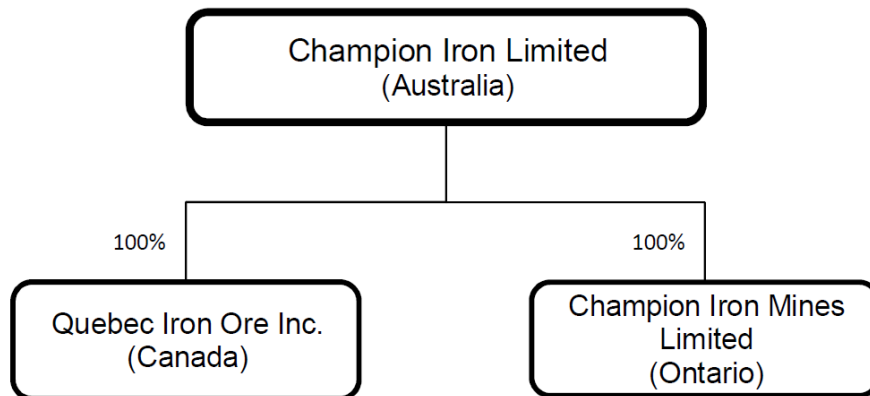 Champion Iron Limited
(Australia)
100%
100%
Quebec Iron Ore Inc.
(Canada)
Champion Iron Mines
Limited
(Ontario)